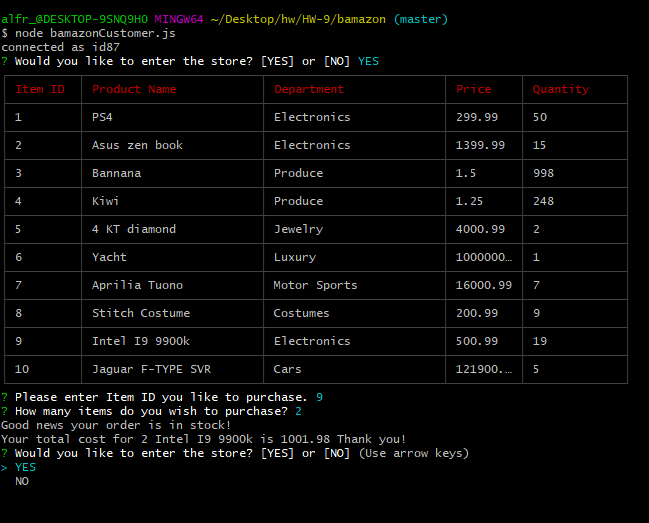 alfr_@DESKTOP-9SNQ9HO MINGW64 ~/Desktop/hw/HW-9/bamazon (master)
$ node bamazonCustomer.js
connected as id87
? Would you like to enter the store? [YES] or [NO] YES
Item ID Product Name Department Price Quantity
1 PS4 Electronics 299.99 50
2 Asus zen book Electronics 1399.99 15
3 Bannana Produce 1.5 998
4 Kiwi Produce 1.25 248
5 4 KT diamond Jewelry 4000.99 2
6 Yacht Luxury 1000000… 1
7 Aprilia Tuono Motor Sports 16000.99 7
8 Stitch Costume Costumes 200.99 9
9 Intel I9 9900k Electronics 500.99 19
10 Jaguar F-TYPE SVR Cars 121900.… 5
? Please enter Item ID you like to purchase. 9
? How many items do you wish to purchase? 2
Good news your order is in stock!
Your total cost for 2 Intel I9 9900k is 1001.98 Thank you!
? Would you like to enter the store? [YES] or [NO] (Use arrow keys)
> YES
NO